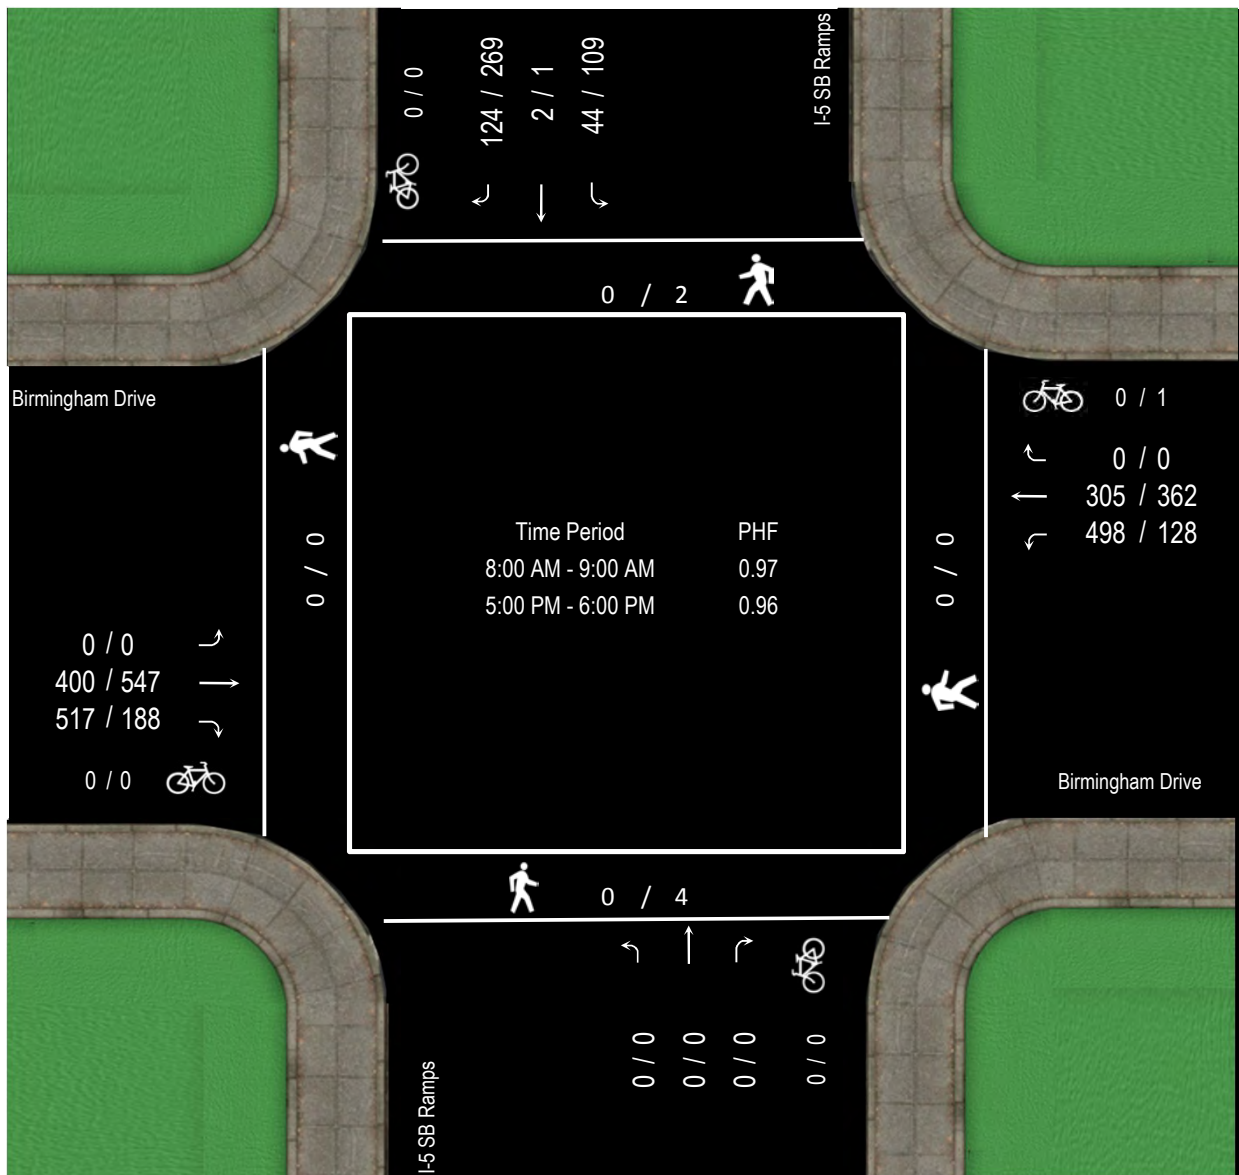 I-5 SB Ramps
0 / 0
124 / 269
2 / 1
44 / 109
0 / 2
Birmingham Drive
0 / 1
0 / 0
305 / 362
498 / 128
Time Period PHF
8:00 AM - 9:00 AM 0.97
5:00 PM - 6:00 PM 0.96
0 / 0
0 / 0
0 / 0
400 / 547
517 / 188
0 / 0
Birmingham Drive
0 / 4
0 / 0
0 / 0
0 / 0
0 / 0
I-5 SB Ramps